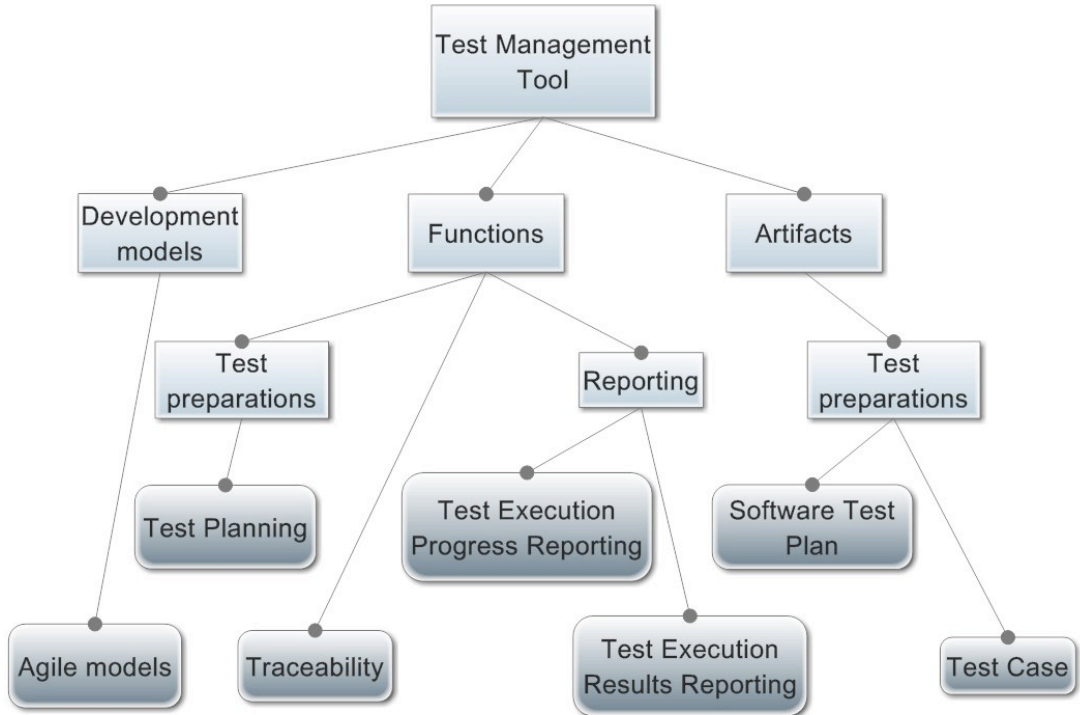 Test Management
Tool
Development
models
Functions
Artifacts
Test
preparations
Reporting
Test
preparations
Test Planning
Test Execution
Progress Reporting
Software Test
Plan
Agile models
Traceability
Test Execution
Results Reporting
Test Case